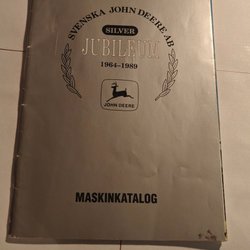 SVENSKA JOHN DEERE AB
SILVER
JUBILEUM
1964–1989
JOHN DEERE
MASKINKATALOG